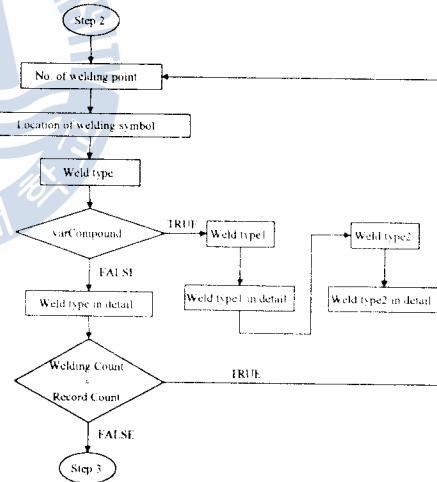 Step 2
No. of welding point
Location of welding symbol
Weld type
varCompound
TRUE
Weld type1
Weld type2
FALSE
Weld type in detail
Weld type1 in detail
Weld type2 in detail
Welding Count
Record Count
TRUE
FALSE
Step 3